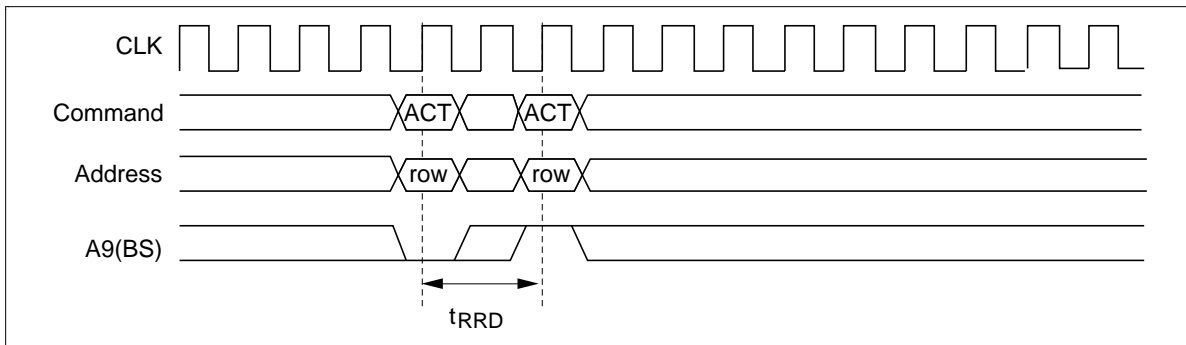 CLK
Command ACT ACT
Address row row
A9(BS)
tRRD